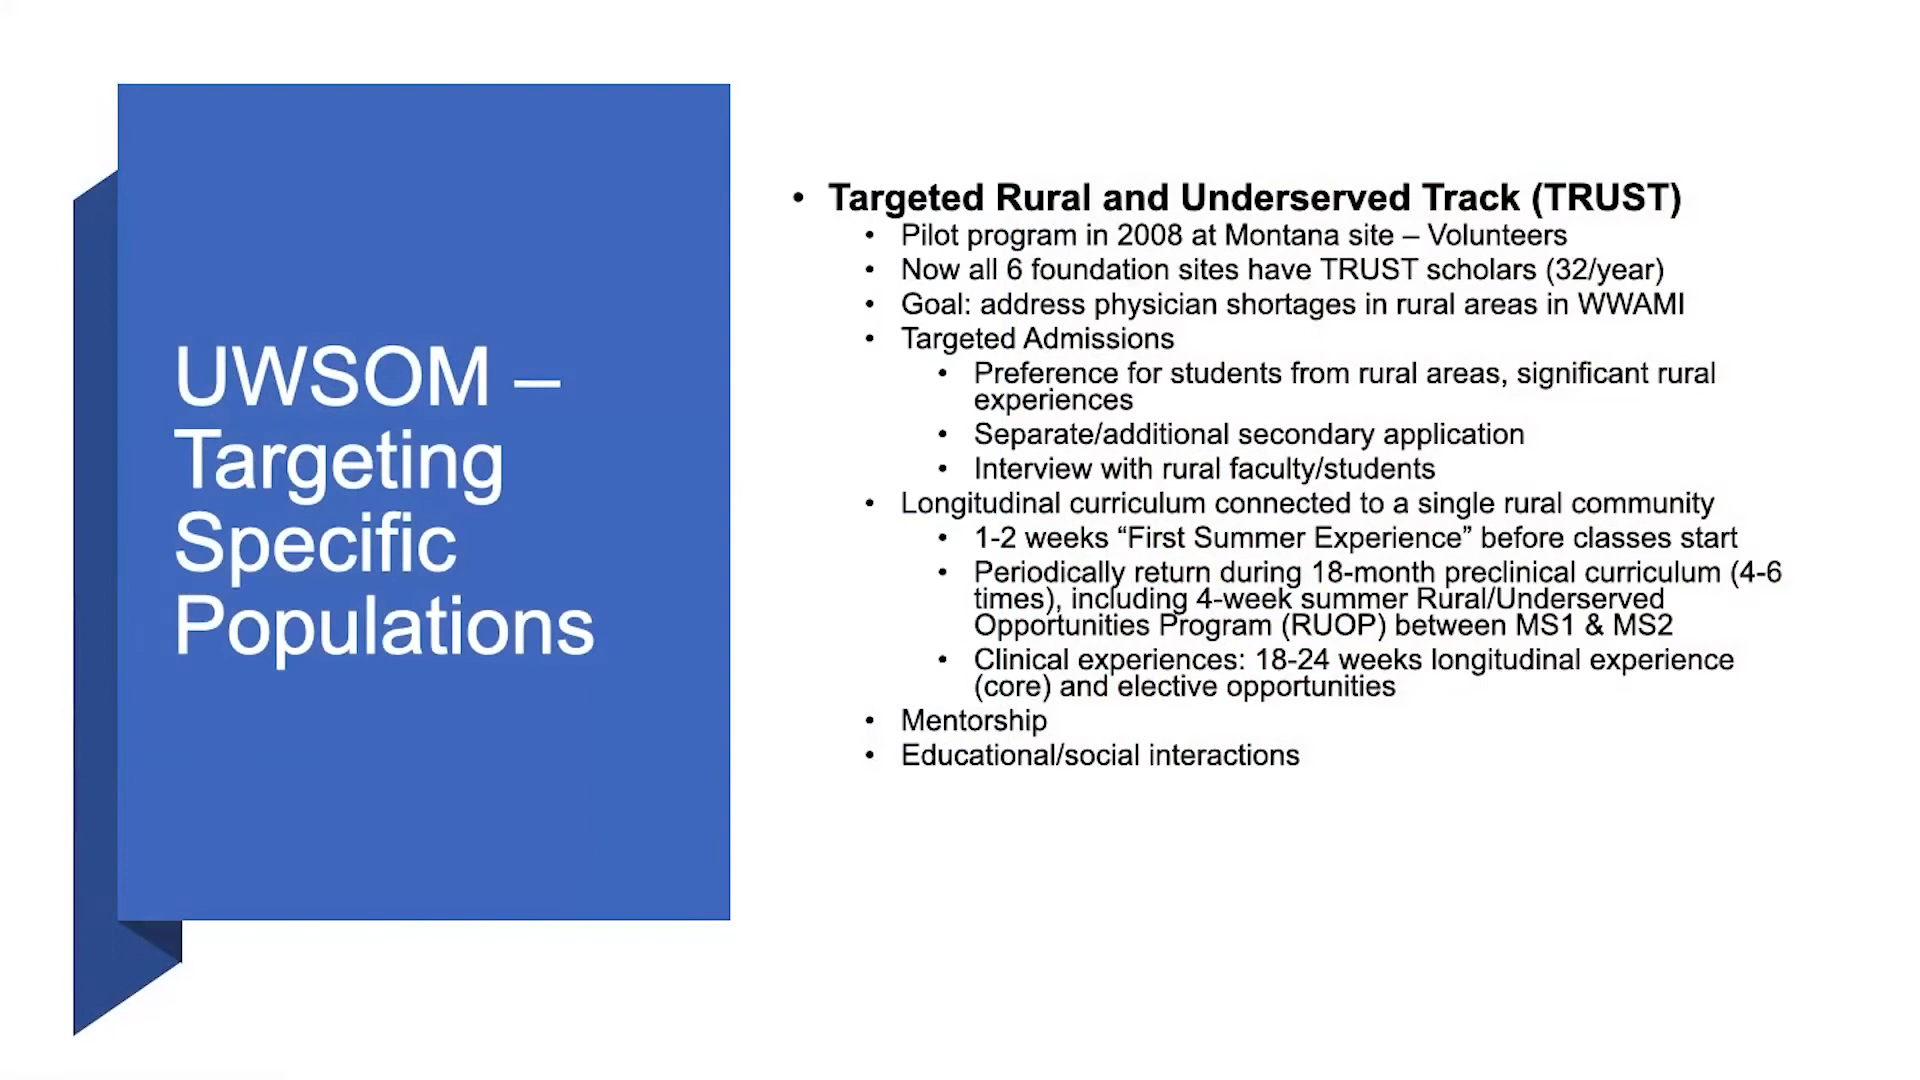 UWSOM –
Targeting
Specific
Populations
• Targeted Rural and Underserved Track (TRUST)
• Pilot program in 2008 at Montana site – Volunteers
• Now all 6 foundation sites have TRUST scholars (32/year)
• Goal: address physician shortages in rural areas in WWAMI
• Targeted Admissions
• Preference for students from rural areas, significant rural
experiences
• Separate/additional secondary application
• Interview with rural faculty/students
• Longitudinal curriculum connected to a single rural community
• 1-2 weeks “First Summer Experience” before classes start
• Periodically return during 18-month preclinical curriculum (4-6
times), including 4-week summer Rural/Underserved
Opportunities Program (RUOP) between MS1 & MS2
• Clinical experiences: 18-24 weeks longitudinal experience
(core) and elective opportunities
• Mentorship
• Educational/social interactions